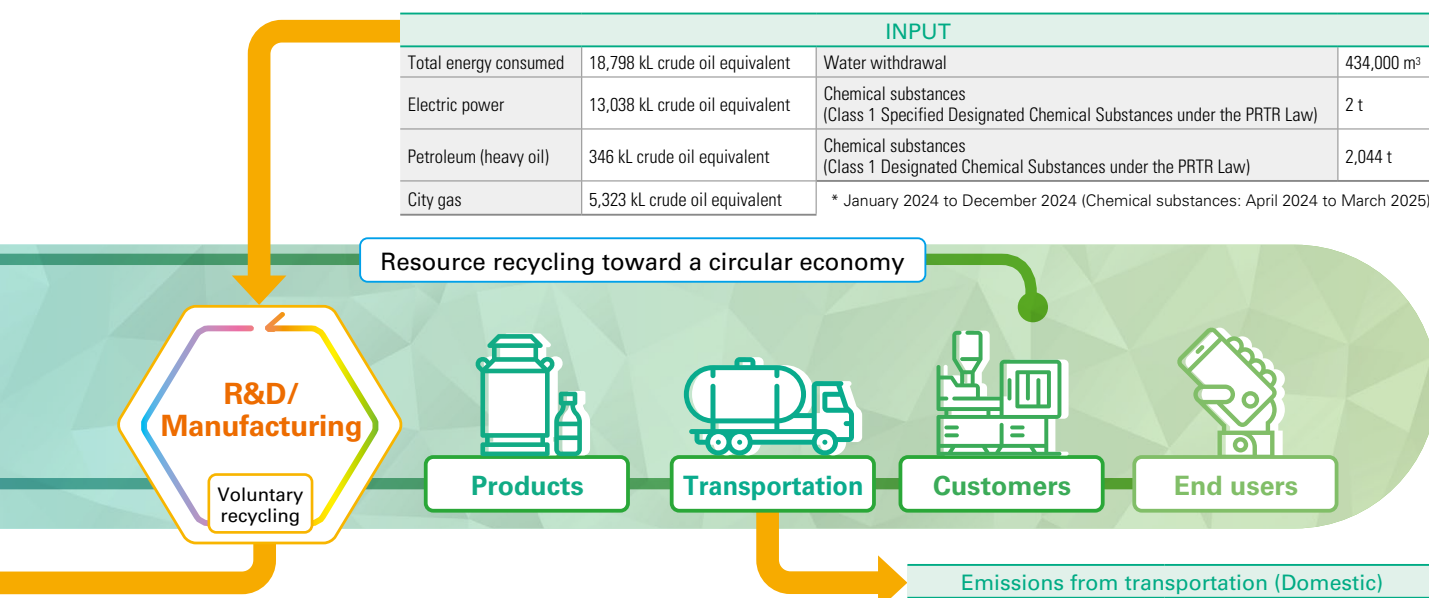 INPUT
Total energy consumed 18,798 kL crude oil equivalent Water withdrawal 434,000 m³
Electric power 13,038 kL crude oil equivalent Chemical substances
(Class 1 Specified Designated Chemical Substances under the PRTR Law) 2 t
Petroleum (heavy oil) 346 kL crude oil equivalent Chemical substances
(Class 1 Designated Chemical Substances under the PRTR Law) 2,044 t
City gas 5,323 kL crude oil equivalent
* January 2024 to December 2024 (Chemical substances: April 2024 to March 2025)
Resource recycling toward a circular economy
R&D/
Manufacturing
Voluntary
recycling
Products
Transportation
Customers
End users
Emissions from transportation (Domestic)